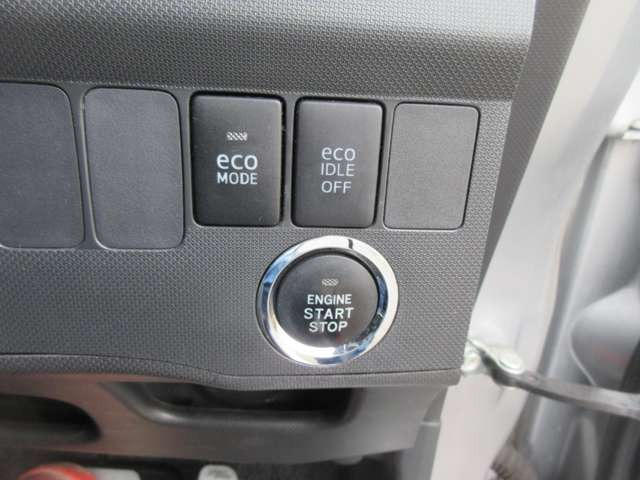 eco
MODE
eco
IDLE
OFF
ENGINE
START
STOP